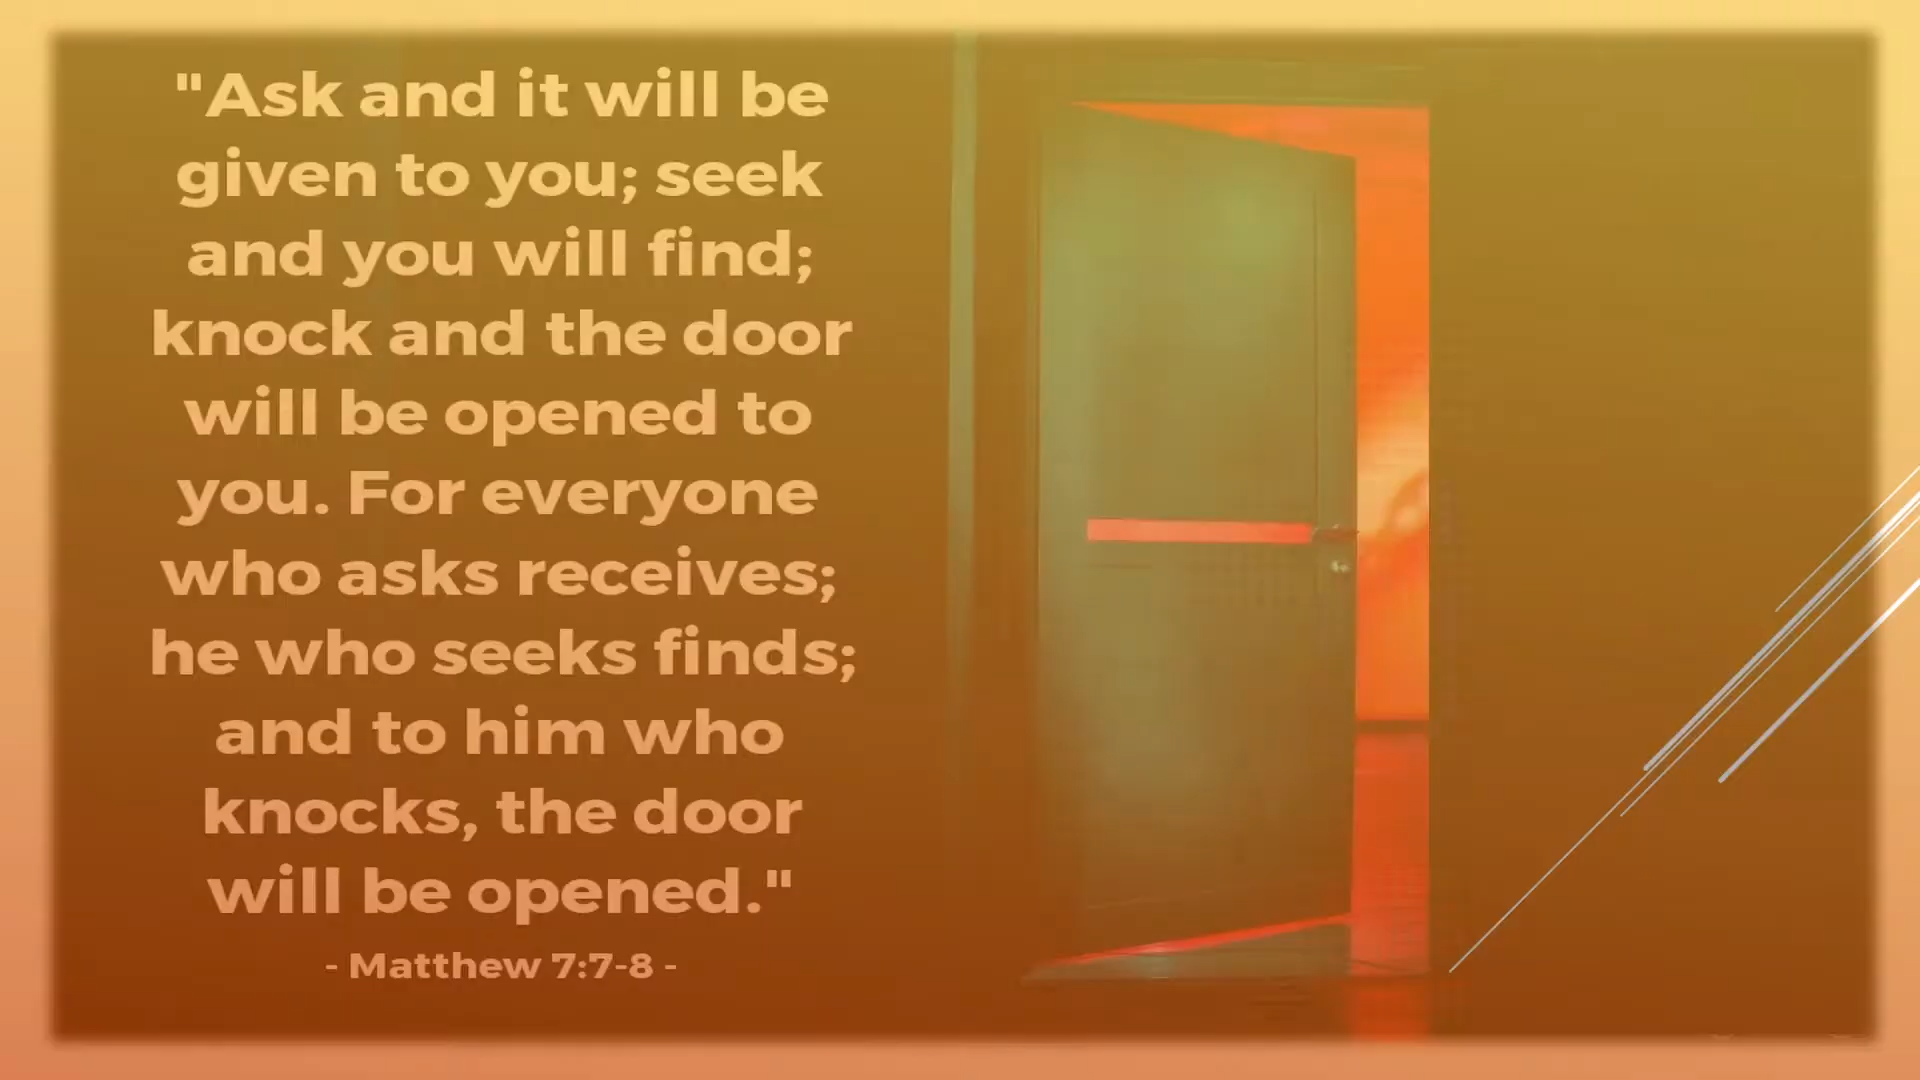 "Ask and it will be
given to you; seek
and you will find;
knock and the door
will be opened to
you. For everyone
who asks receives;
he who seeks finds;
and to him who
knocks, the door
will be opened."
- Matthew 7:7-8 -